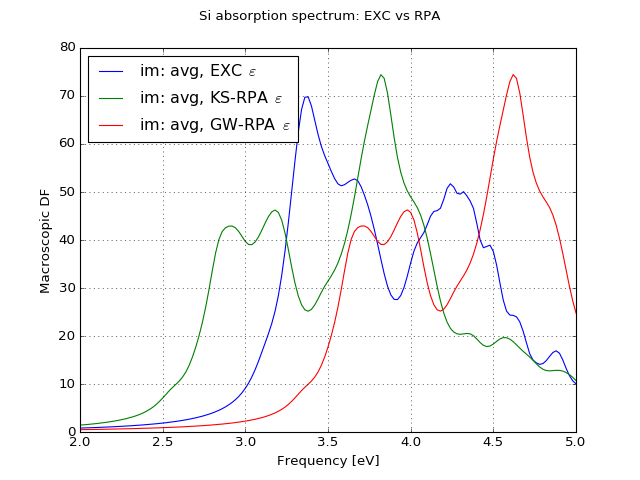 Si absorption spectrum: EXC vs RPA
80
70
60
50
40
30
20
10
0
Macroscopic DF
im: avg, EXC ε
im: avg, KS-RPA ε
im: avg, GW-RPA ε
2.0 2.5 3.0 3.5 4.0 4.5 5.0
Frequency [eV]